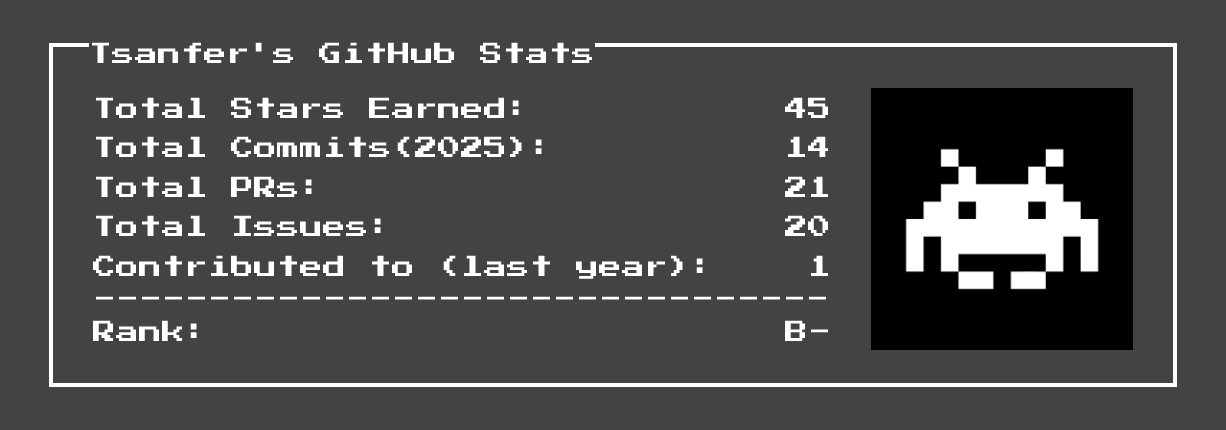 Tsanfer's GitHub Stats
Total Stars Earned: 45
Total Commits(2025): 14
Total PRs: 21
Total Issues: 20
Contributed to (last year): 1
--------------------------------
Rank: B-